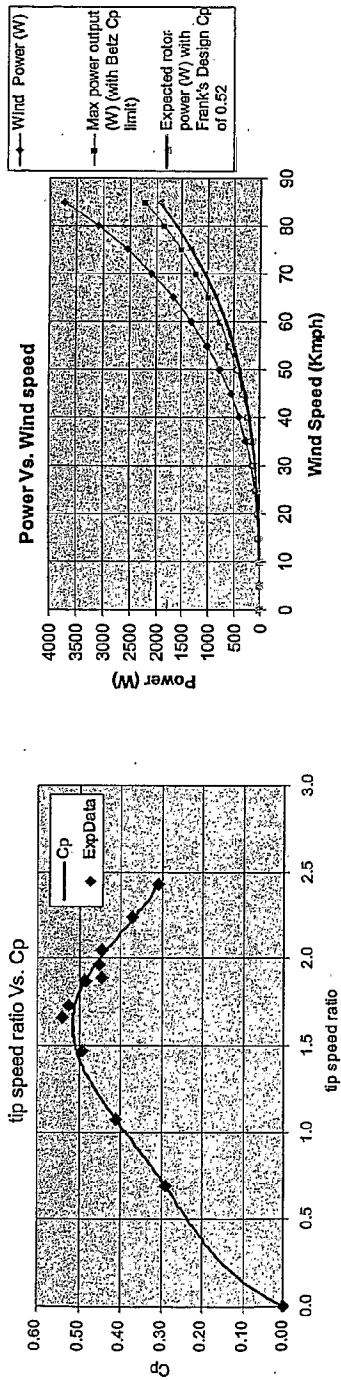 tip speed ratio Vs. Cp
Cp
0.60
0.50
0.40
0.30
0.20
0.10
0.00
0.0
0.5
1.0
1.5
2.0
2.5
3.0
tip speed ratio
Cp
ExpData
Power Vs. Wind speed
Power (W)
4000
3500
3000
2500
2000
1500
1000
500
0
0
10
20
30
40
50
60
70
80
90
Wind Speed (Kmph)
Wind Power (W)
Max power output
(W) (with Betz Cp
limit)
Expected rotor
power (W) with
Frank's Design Cp
of 0.52